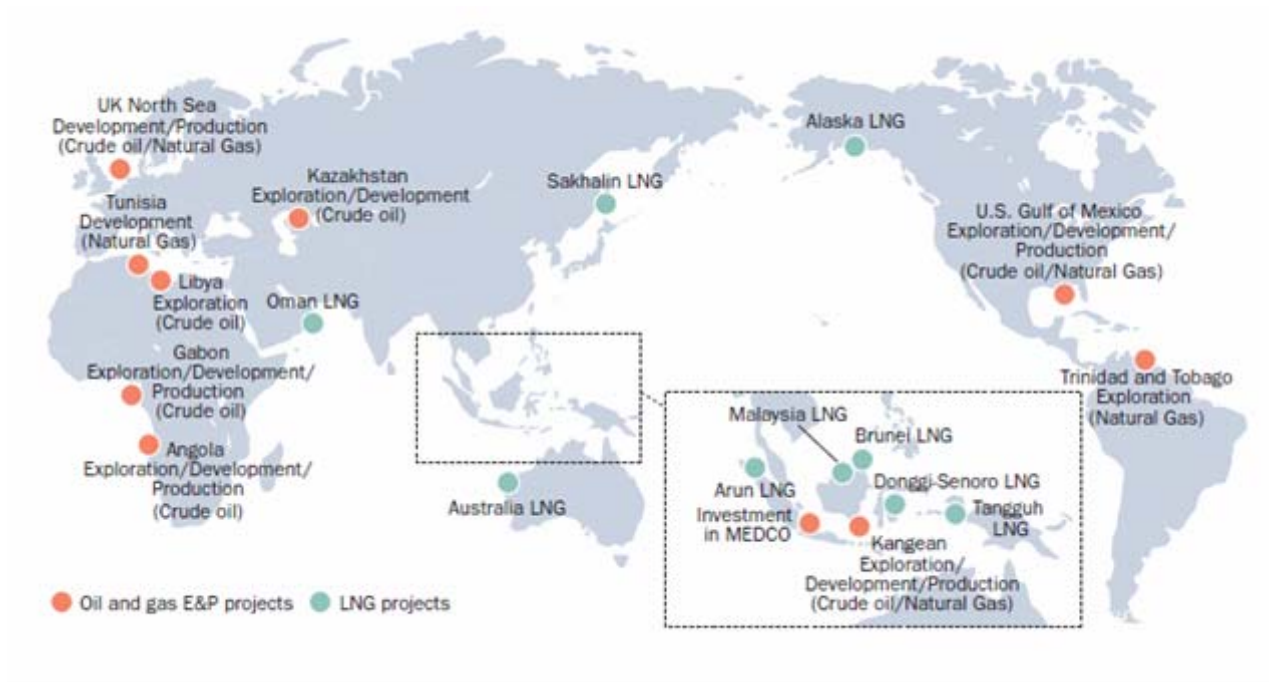 UK North Sea
Development/Production
(Crude oil/Natural Gas)
Kazakhstan
Exploration/Development
(Crude oil)
Tunisia
Development
(Natural Gas)
Libya
Exploration
(Crude oil)
Oman LNG
Gabon
Exploration/Development/
Production
(Crude oil)
Angola
Exploration/Development/
Production
(Crude oil)
Sakhalin LNG
Alaska LNG
U.S. Gulf of Mexico
Exploration/Development/
Production
(Crude oil/Natural Gas)
Trinidad and Tobago
Exploration
(Natural Gas)
Australia LNG
Malaysia LNG
Brunei LNG
Arun LNG
Donggi-Senoro LNG
Investment
in MEDCO
Tangguh
LNG
Kangean
Exploration/
Development/Production
(Crude oil/Natural Gas)
Oil and gas E&P projects
LNG projects